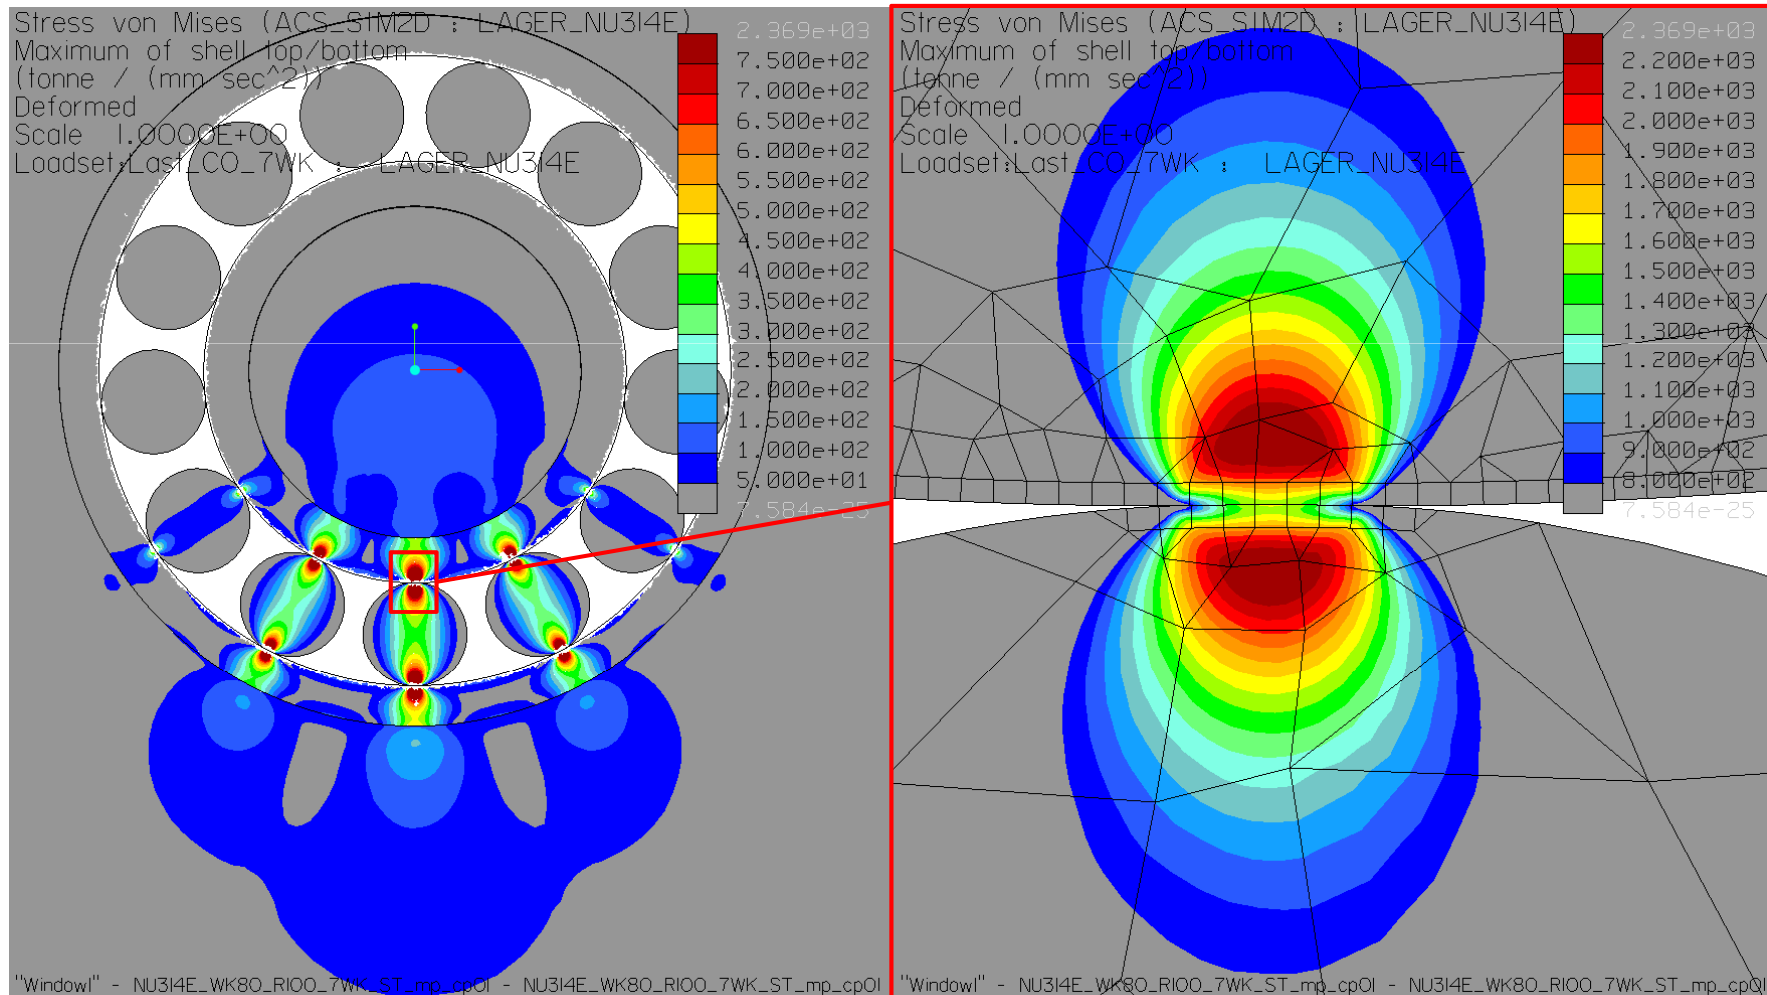 Stress von Mises (ACS_SIM2D : LAGER_NU314E)
Maximum of shell top/bottom
(tonne / (mm sec^2))
Deformed
Scale 1.0000E+00
Loadset:Last_CO_7WK : LAGER_NU314E
2.369e+03
7.500e+02
7.000e+02
6.500e+02
6.000e+02
5.500e+02
5.000e+02
4.500e+02
4.000e+02
3.500e+02
3.000e+02
2.500e+02
2.000e+02
1.500e+02
1.000e+02
5.000e+01
7.584e-25
"Window1" - NU314E_WK80_R100_7WK_ST_mp_cp01 - NU314E_WK80_R100_7WK_ST_mp_cp01
Stress von Mises (ACS_SIM2D : LAGER_NU314E)
Maximum of shell top/bottom
(tonne / (mm sec^2))
Deformed
Scale 1.0000E+00
Loadset:Last_CO_7WK : LAGER_NU314E
2.369e+03
2.200e+03
2.100e+03
2.000e+03
1.900e+03
1.800e+03
1.700e+03
1.600e+03
1.500e+03
1.400e+03
1.300e+03
1.200e+03
1.100e+03
1.000e+03
9.000e+02
8.000e+02
7.584e-25
"Window1" - NU314E_WK80_R100_7WK_ST_mp_cp01 - NU314E_WK80_R100_7WK_ST_mp_cp01